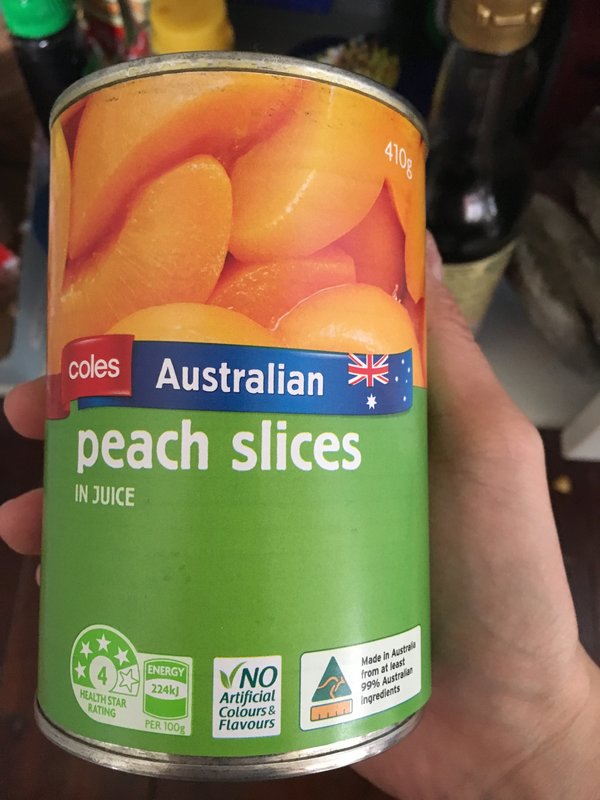 410g
coles
Australian
peach slices
IN JUICE
4
HEALTH STAR
RATING
ENERGY
224kJ
PER 100g
NO
Artificial
Colours &
Flavours
Made in Australia
from at least
99% Australian
ingredients